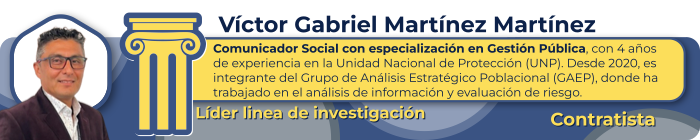 Víctor Gabriel Martínez Martínez
Comunicador Social con especialización en Gestión Pública, con 4 años
de experiencia en la Unidad Nacional de Protección (UNP). Desde 2020, es
integrante del Grupo de Análisis Estratégico Poblacional (GAEP), donde ha
trabajado en el análisis de información y evaluación de riesgo.
Líder linea de investigación
Contratista